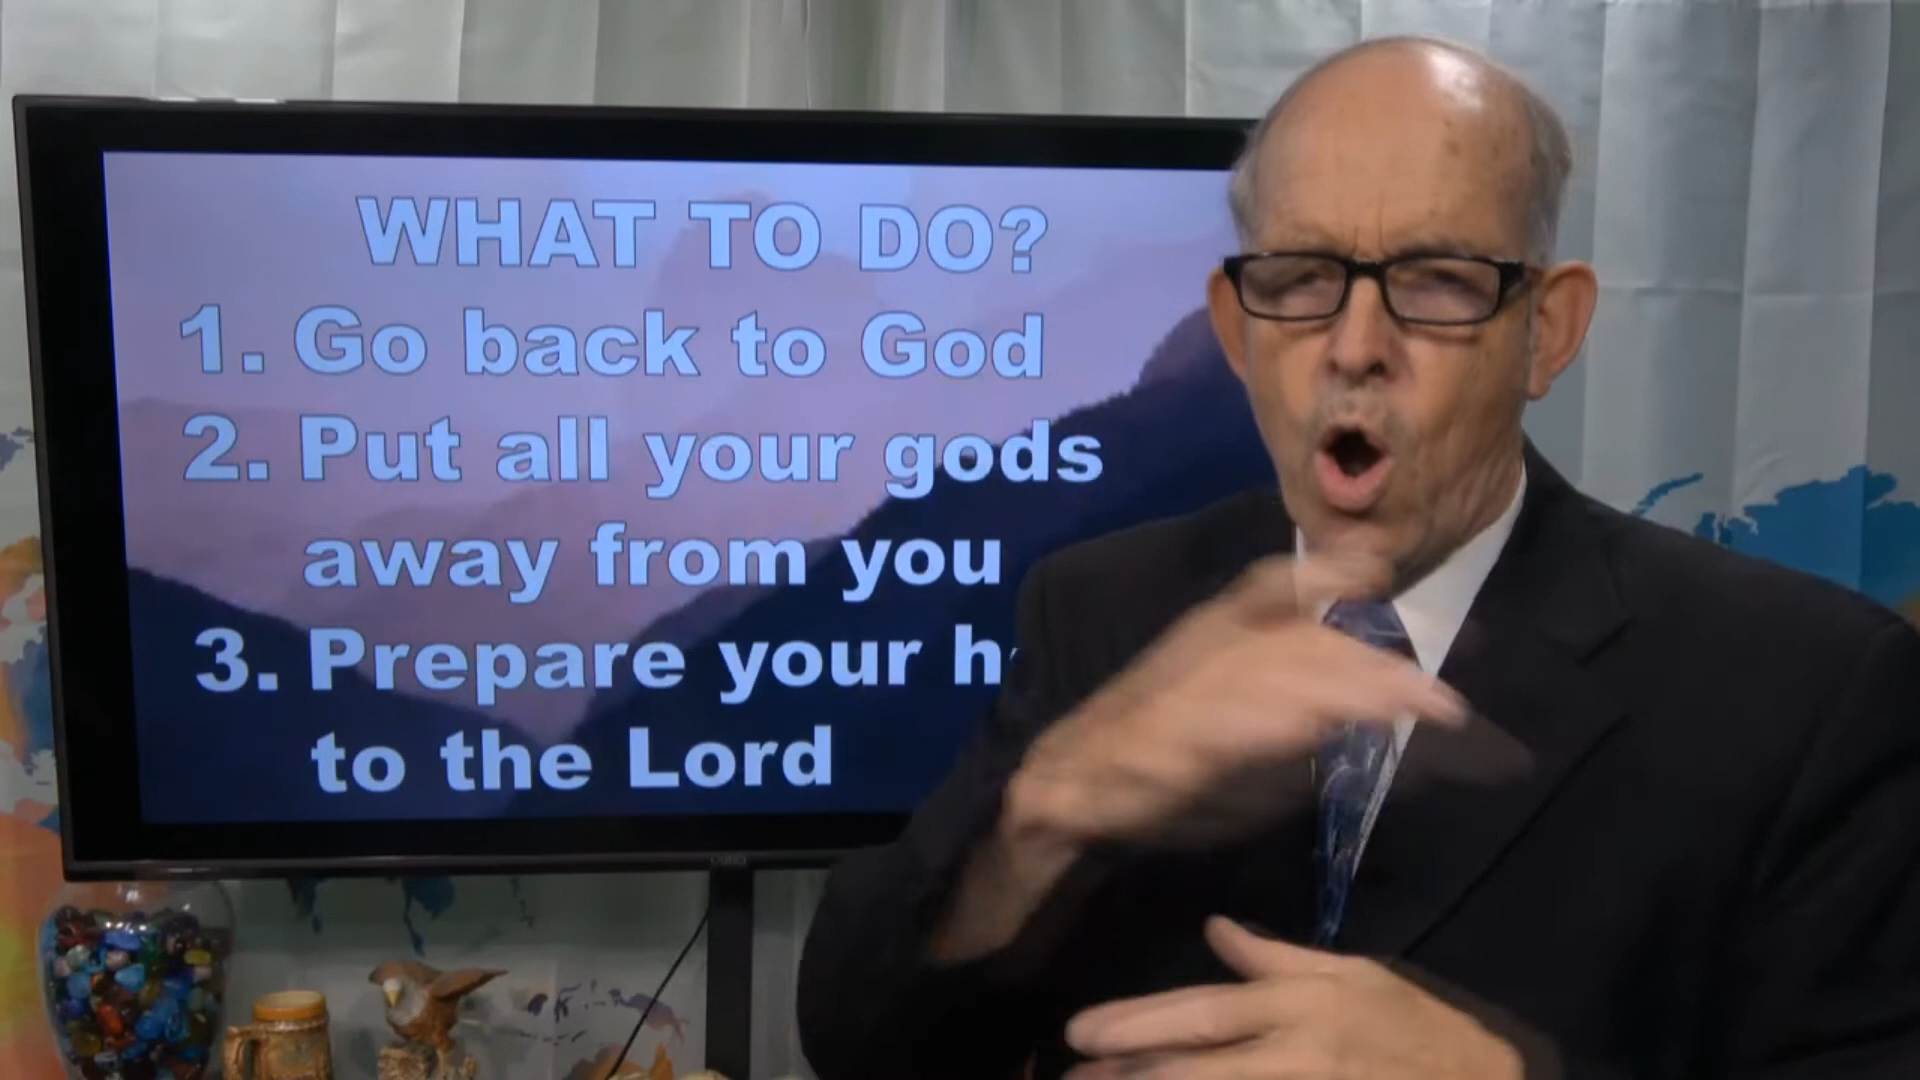 WHAT TO DO?
1. Go back to God
2. Put all your gods
away from you
3. Prepare your
to the Lord